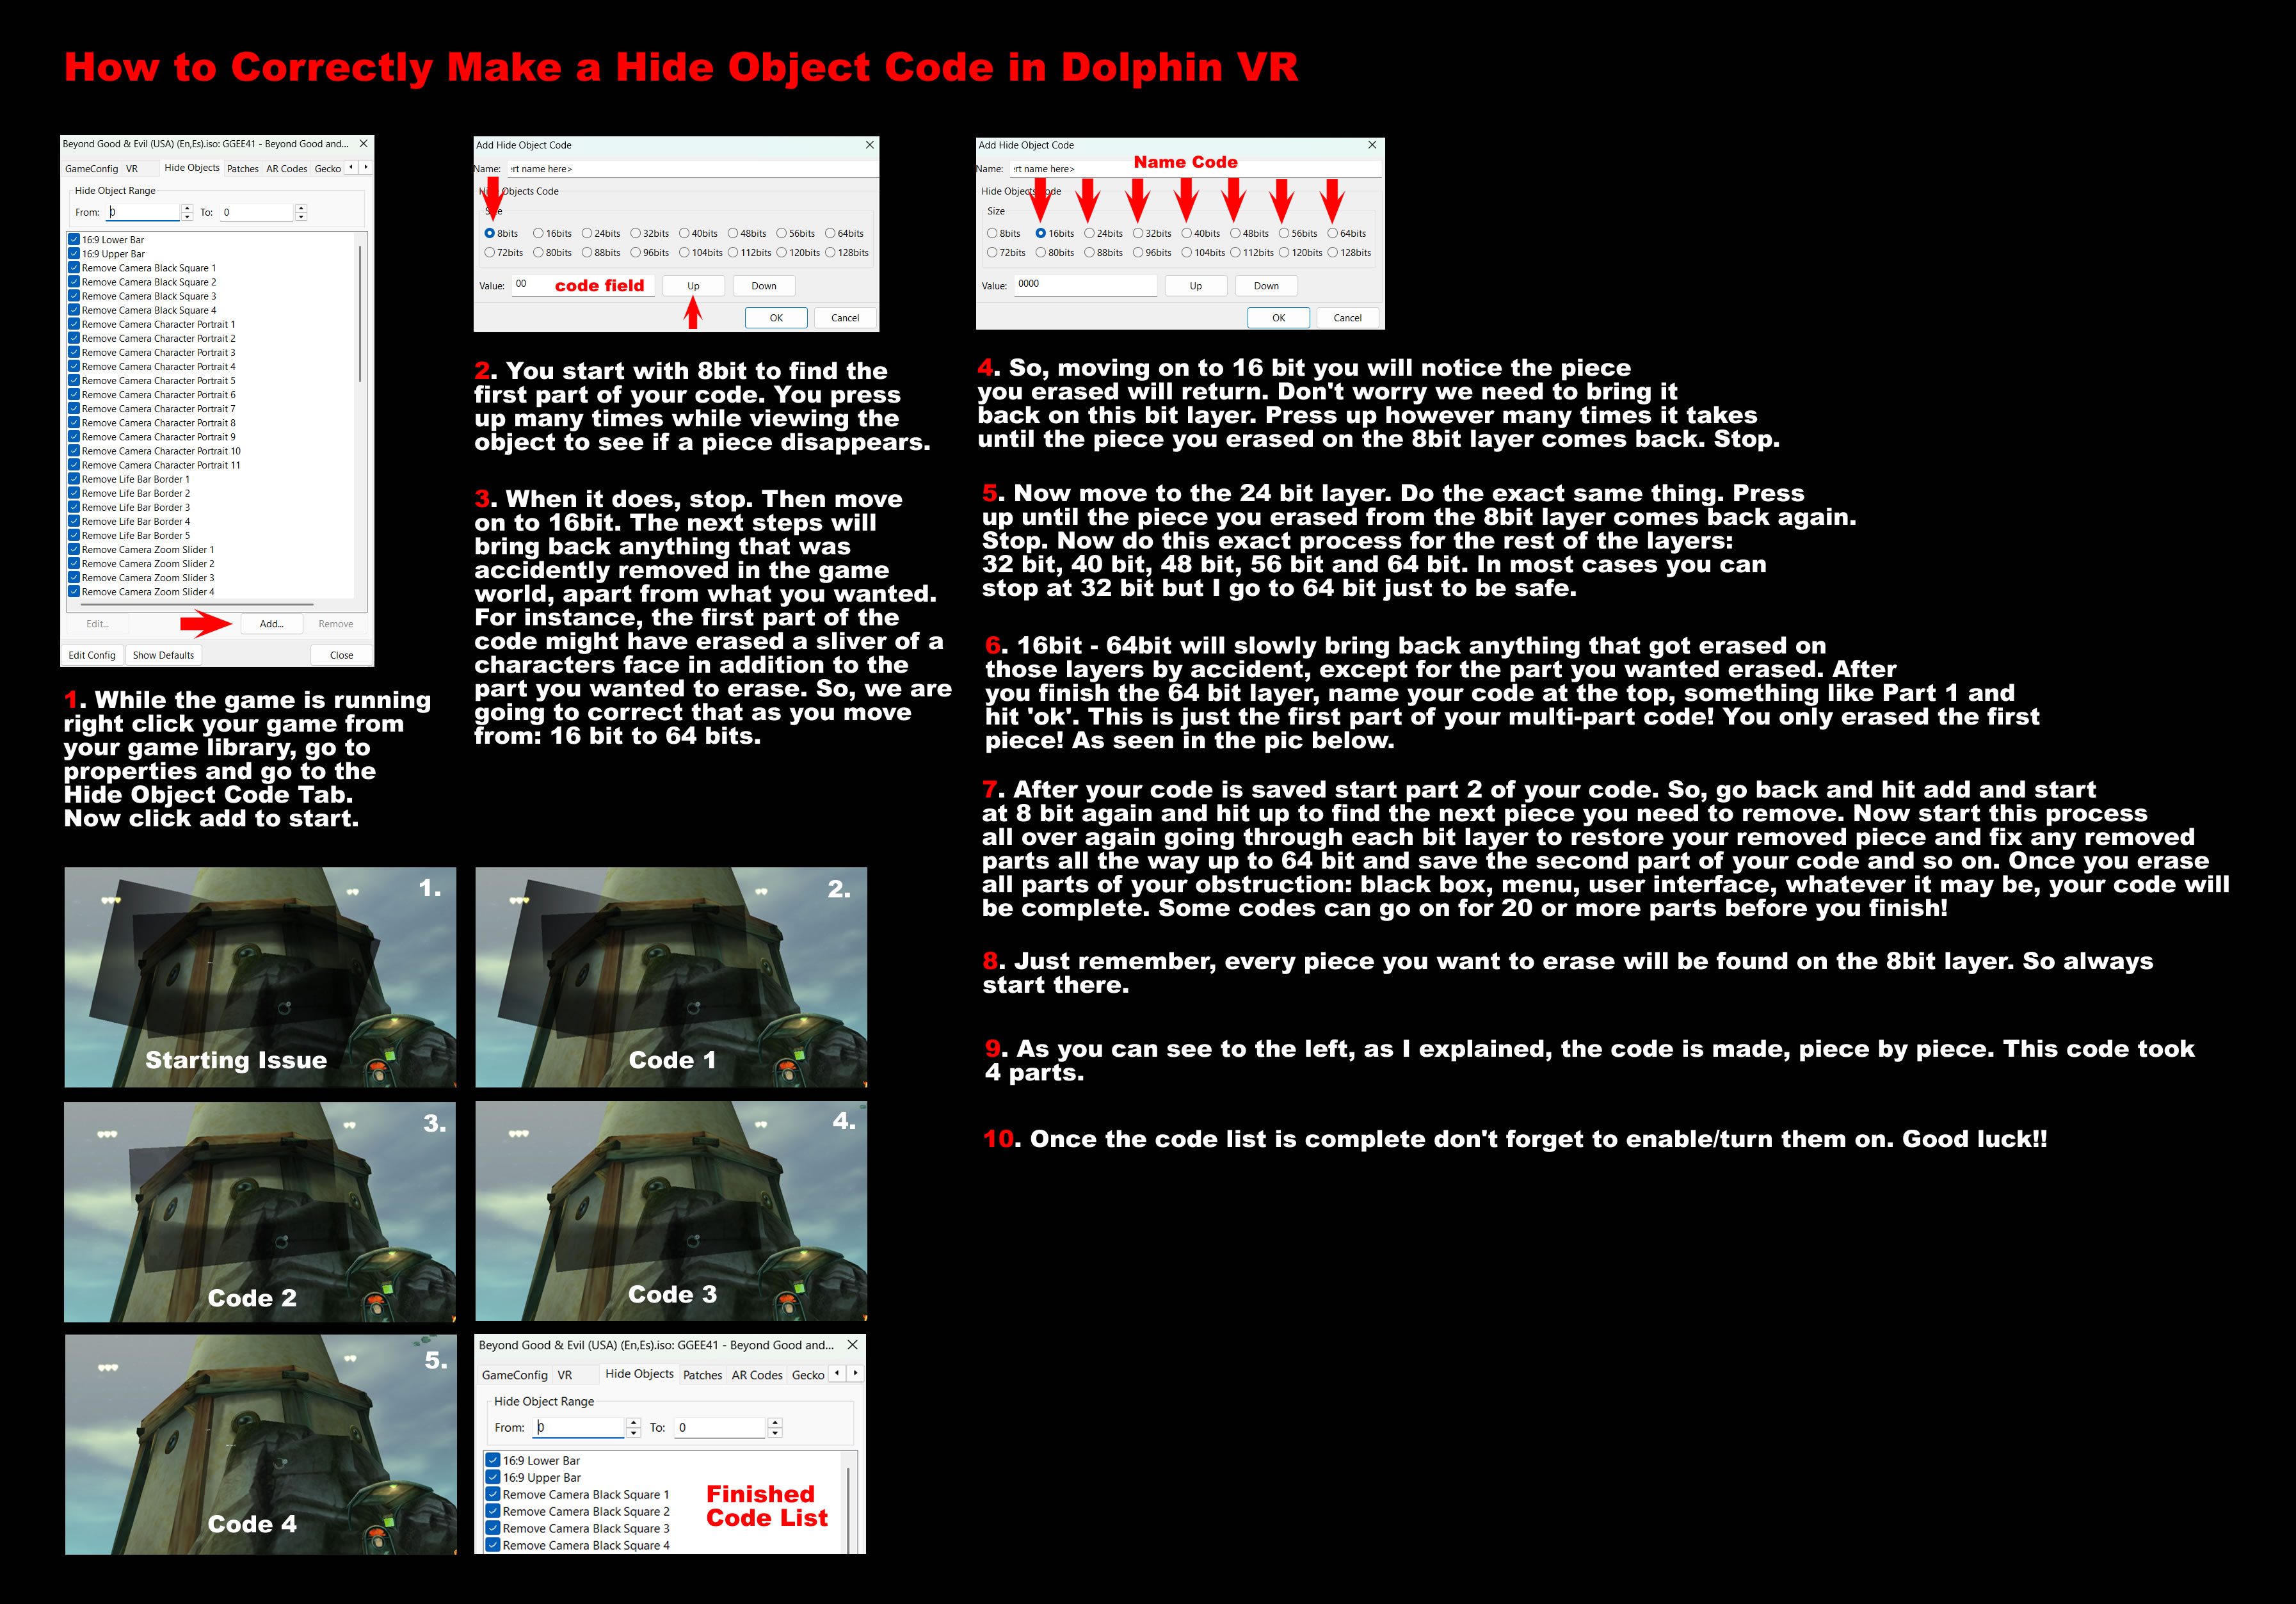 How to Correctly Make a Hide Object Code in Dolphin VR
Beyond Good & Evil (USA) (En,Es).iso: GGEE41 - Beyond Good and...
GameConfig VR Hide Objects Patches AR Codes Gecko
Hide Object Range
From: 0 To: 0
16:9 Lower Bar
16:9 Upper Bar
Remove Camera Black Square 1
Remove Camera Black Square 2
Remove Camera Black Square 3
Remove Camera Black Square 4
Remove Camera Character Portrait 1
Remove Camera Character Portrait 2
Remove Camera Character Portrait 3
Remove Camera Character Portrait 4
Remove Camera Character Portrait 5
Remove Camera Character Portrait 6
Remove Camera Character Portrait 7
Remove Camera Character Portrait 8
Remove Camera Character Portrait 9
Remove Camera Character Portrait 10
Remove Camera Character Portrait 11
Remove Life Bar Border 1
Remove Life Bar Border 2
Remove Life Bar Border 3
Remove Life Bar Border 4
Remove Life Bar Border 5
Remove Camera Zoom Slider 1
Remove Camera Zoom Slider 2
Remove Camera Zoom Slider 3
Remove Camera Zoom Slider 4
Edit... Add... Remove
Edit Config Show Defaults Close
1. While the game is running
right click your game from
your game library, go to
properties and go to the
Hide Object Code Tab.
Now click add to start.
Add Hide Object Code
Name: ert name here>
Hide Objects Code
Size
8bits 16bits 24bits 32bits 40bits 48bits 56bits 64bits
72bits 80bits 88bits 96bits 104bits 112bits 120bits 128bits
Value: 00 code field Up Down
OK Cancel
2. You start with 8bit to find the
first part of your code. You press
up many times while viewing the
object to see if a piece disappears.
3. When it does, stop. Then move
on to 16bit. The next steps will
bring back anything that was
accidently removed in the game
world, apart from what you wanted.
For instance, the first part of the
code might have erased a sliver of a
characters face in addition to the
part you wanted to erase. So, we are
going to correct that as you move
from: 16 bit to 64 bits.
Add Hide Object Code
Name Code
Name: ert name here>
Hide Objects Code
Size
8bits 16bits 24bits 32bits 40bits 48bits 56bits 64bits
72bits 80bits 88bits 96bits 104bits 112bits 120bits 128bits
Value: 0000 Up Down
OK Cancel
4. So, moving on to 16 bit you will notice the piece
you erased will return. Don't worry we need to bring it
back on this bit layer. Press up however many times it takes
until the piece you erased on the 8bit layer comes back. Stop.
5. Now move to the 24 bit layer. Do the exact same thing. Press
up until the piece you erased from the 8bit layer comes back again.
Stop. Now do this exact process for the rest of the layers:
32 bit, 40 bit, 48 bit, 56 bit and 64 bit. In most cases you can
stop at 32 bit but I go to 64 bit just to be safe.
6. 16bit - 64bit will slowly bring back anything that got erased on
those layers by accident, except for the part you wanted erased. After
you finish the 64 bit layer, name your code at the top, something like Part 1 and
hit 'ok'. This is just the first part of your multi-part code! You only erased the first
piece! As seen in the pic below.
7. After your code is saved start part 2 of your code. So, go back and hit add and start
at 8 bit again and hit up to find the next piece you need to remove. Now start this process
all over again going through each bit layer to restore your removed piece and fix any removed
parts all the way up to 64 bit and save the second part of your code and so on. Once you erase
all parts of your obstruction: black box, menu, user interface, whatever it may be, your code will
be complete. Some codes can go on for 20 or more parts before you finish!
8. Just remember, every piece you want to erase will be found on the 8bit layer. So always
start there.
9. As you can see to the left, as I explained, the code is made, piece by piece. This code took
4 parts.
10. Once the code list is complete don't forget to enable/turn them on. Good luck!!
1.
Starting Issue
2.
Code 1
3.
Code 2
4.
Code 3
5.
Code 4
Beyond Good & Evil (USA) (En,Es).iso: GGEE41 - Beyond Good and...
GameConfig VR Hide Objects Patches AR Codes Gecko
Hide Object Range
From: 0 To: 0
16:9 Lower Bar
16:9 Upper Bar
Remove Camera Black Square 1
Remove Camera Black Square 2
Remove Camera Black Square 3
Remove Camera Black Square 4
Finished
Code List